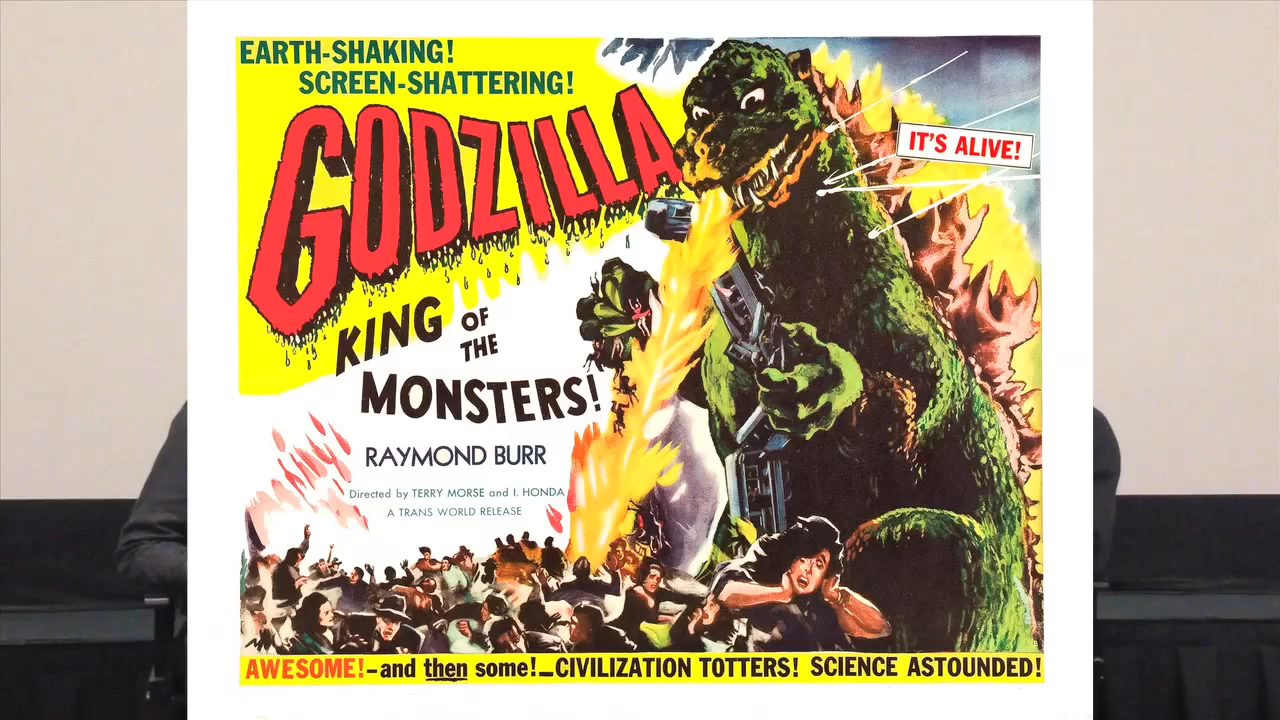 EARTH-SHAKING!
SCREEN-SHATTERING!
GODZILLA
IT'S ALIVE!
KING OF
THE
MONSTERS!
RAYMOND BURR
Directed by TERRY MORSE and I. HONDA
A TRANS WORLD RELEASE
AWESOME!–and then some!–CIVILIZATION TOTTERS! SCIENCE ASTOUNDED!